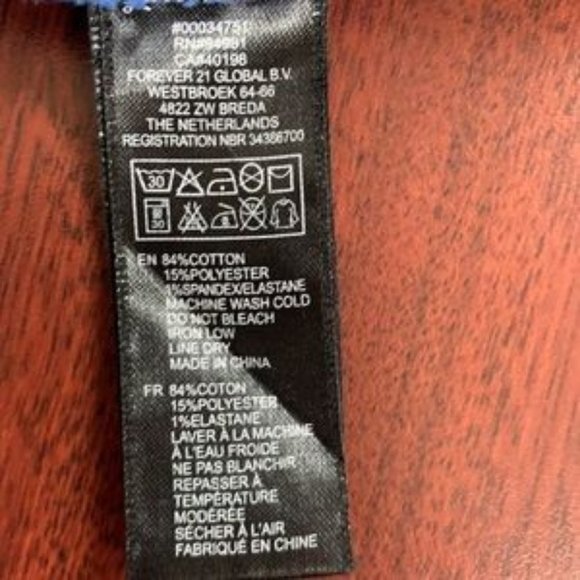 #00034751
RN#94991
CA#40198
FOREVER 21 GLOBAL B.V.
WESTBROEK 64-66
4822 ZW BREDA
THE NETHERLANDS
REGISTRATION NBR 34386700
30
30
EN 84%COTTON
15%POLYESTER
1%SPANDEX/ELASTANE
MACHINE WASH COLD
DO NOT BLEACH
IRON LOW
LINE DRY
MADE IN CHINA
FR 84%COTON
15%POLYESTER
1%ELASTANE
LAVER À LA MACHINE
À L'EAU FROIDE
NE PAS BLANCHIR
REPASSER À
TEMPÉRATURE
MODÉRÉE
SÉCHER À L'AIR
FABRIQUÉ EN CHINE